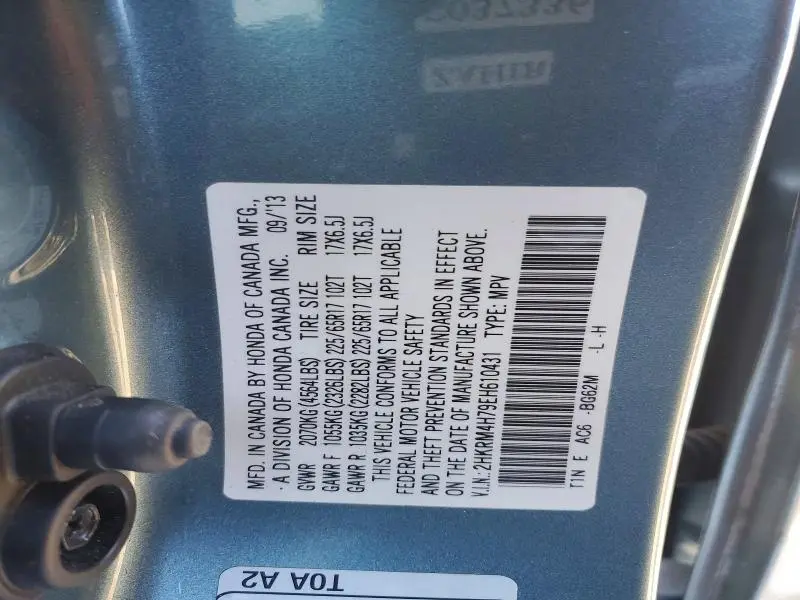 MFD. IN CANADA BY HONDA OF CANADA MFG.,
A DIVISION OF HONDA CANADA INC. 09/'13
GVWR 2070KG(4564LBS) TIRE SIZE RIM SIZE
GAWR F 1055KG(2326LBS) 225/65R17 102T 17X6.5J
GAWR R 1035KG(2282LBS) 225/65R17 102T 17X6.5J
THIS VEHICLE CONFORMS TO ALL APPLICABLE
FEDERAL MOTOR VEHICLE SAFETY
AND THEFT PREVENTION STANDARDS IN EFFECT
ON THE DATE OF MANUFACTURE SHOWN ABOVE.
V.I.N.: 2HKRM4H79EH610431 TYPE: MPV
T1N E AC6 -BG62M -L -H
T0A A2